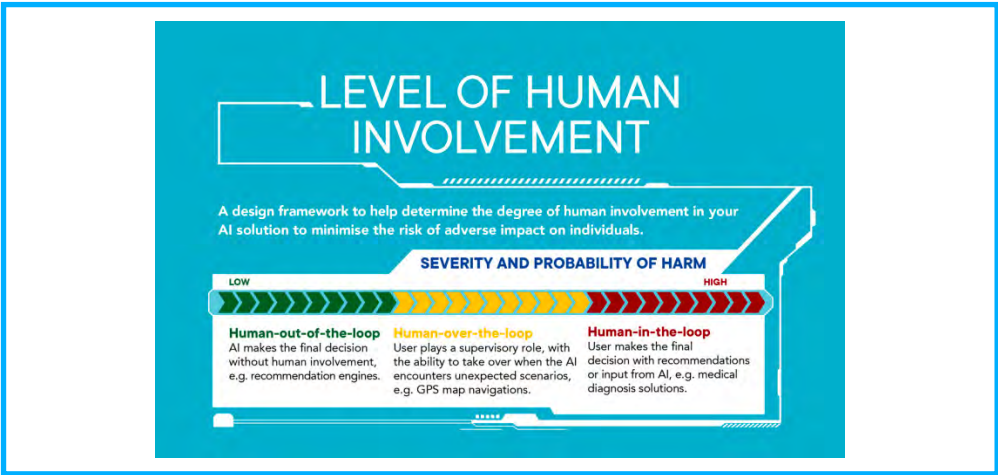 LEVEL OF HUMAN
INVOLVEMENT
A design framework to help determine the degree of human involvement in your
AI solution to minimise the risk of adverse impact on individuals.
SEVERITY AND PROBABILITY OF HARM
LOW
HIGH
Human-out-of-the-loop
AI makes the final decision
without human involvement,
e.g. recommendation engines.
Human-over-the-loop
User plays a supervisory role, with
the ability to take over when the AI
encounters unexpected scenarios,
e.g. GPS map navigations.
Human-in-the-loop
User makes the final
decision with recommendations
or input from AI, e.g. medical
diagnosis solutions.